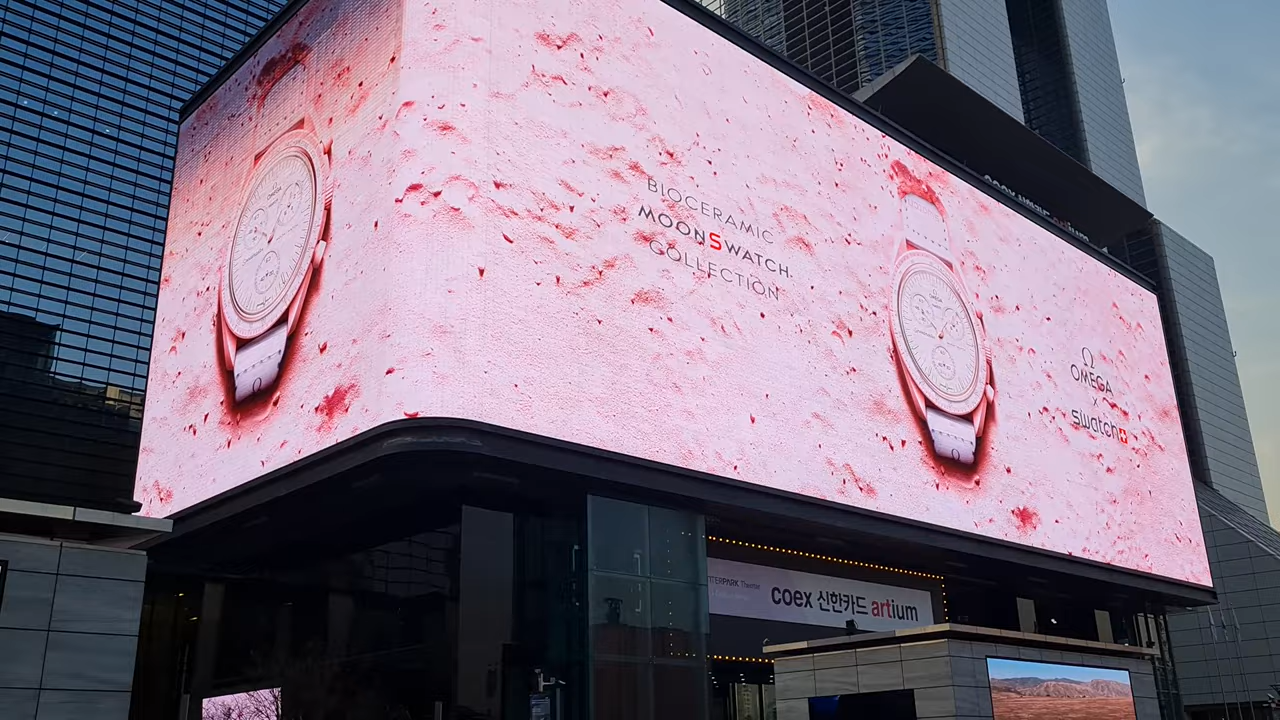 BIOCERAMIC
MOONSWATCH
COLLECTION
Ω
OMEGA
x
swatch
coex 신한카드 artium